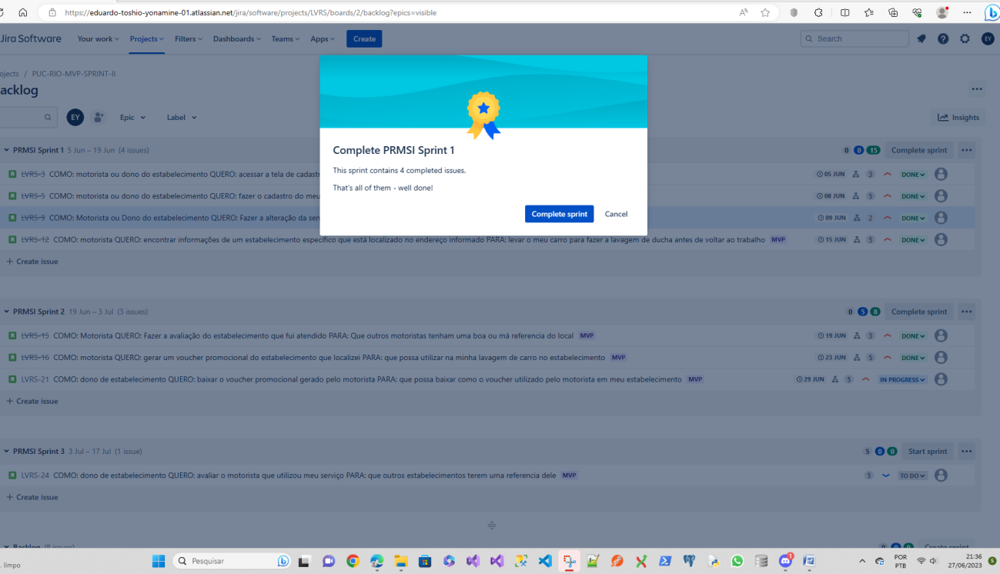 https://eduardo-toshio-yonamine-01.atlassian.net/jira/software/projects/LVRS/boards/2/backlog?epics=visible
Jira Software Your work Projects Filters Dashboards Teams Apps Create Search EY
ojects / PUC-RIO-MVP-SPRINT-II
acklog
EY Epic Label Insights
Complete PRMSI Sprint 1
This sprint contains 4 completed issues.
That's all of them - well done!
Complete sprint Cancel
PRMSI Sprint 1 5 Jun – 19 Jun (4 issues) 0 0 15 Complete sprint
LVRS-3 COMO: motorista ou dono do estabelecimento QUERO: acessar a tela de cadastr 05 JUN 3 DONE
LVRS-5 COMO: motorista ou dono do estabelecimento QUERO: fazer o cadastro do meu 08 JUN 5 DONE
LVRS-9 COMO: Motorista ou Dono do estabelecimento QUERO: Fazer a alteração da sen 09 JUN 2 DONE
LVRS-12 COMO: motorista QUERO: encontrar informações de um estabelecimento específico que está localizado no endereço informado PARA: levar o meu carro para fazer a lavagem de ducha antes de voltar ao trabalho MVP 15 JUN 5 DONE
+ Create issue
PRMSI Sprint 2 19 Jun – 3 Jul (3 issues) 0 5 8 Complete sprint
LVRS-15 COMO: Motorista QUERO: Fazer a avaliação do estabelecimento que fui atendido PARA: Que outros motoristas tenham uma boa ou má referencia do local MVP 19 JUN 3 DONE
LVRS-16 COMO: motorista QUERO: gerar um voucher promocional do estabelecimento que localizei PARA: que possa utilizar na minha lavagem de carro no estabelecimento MVP 23 JUN 5 DONE
LVRS-21 COMO: dono de estabelecimento QUERO: baixar o voucher promocional gerado pelo motorista PARA: que possa baixar como o voucher utilizado pelo motorista em meu estabelecimento MVP 29 JUN 5 IN PROGRESS
+ Create issue
PRMSI Sprint 3 3 Jul – 17 Jul (1 issue) 5 0 0 Start sprint
LVRS-24 COMO: dono de estabelecimento QUERO: avaliar o motorista que utilizou meu serviço PARA: que outros estabelecimentos terem uma referencia dele MVP 5 TO DO
+ Create issue
Backlog (8 issues) 0 0 0 Create sprint
. limpo Pesquisar 1 POR 21:36
PTB 27/06/2023 5